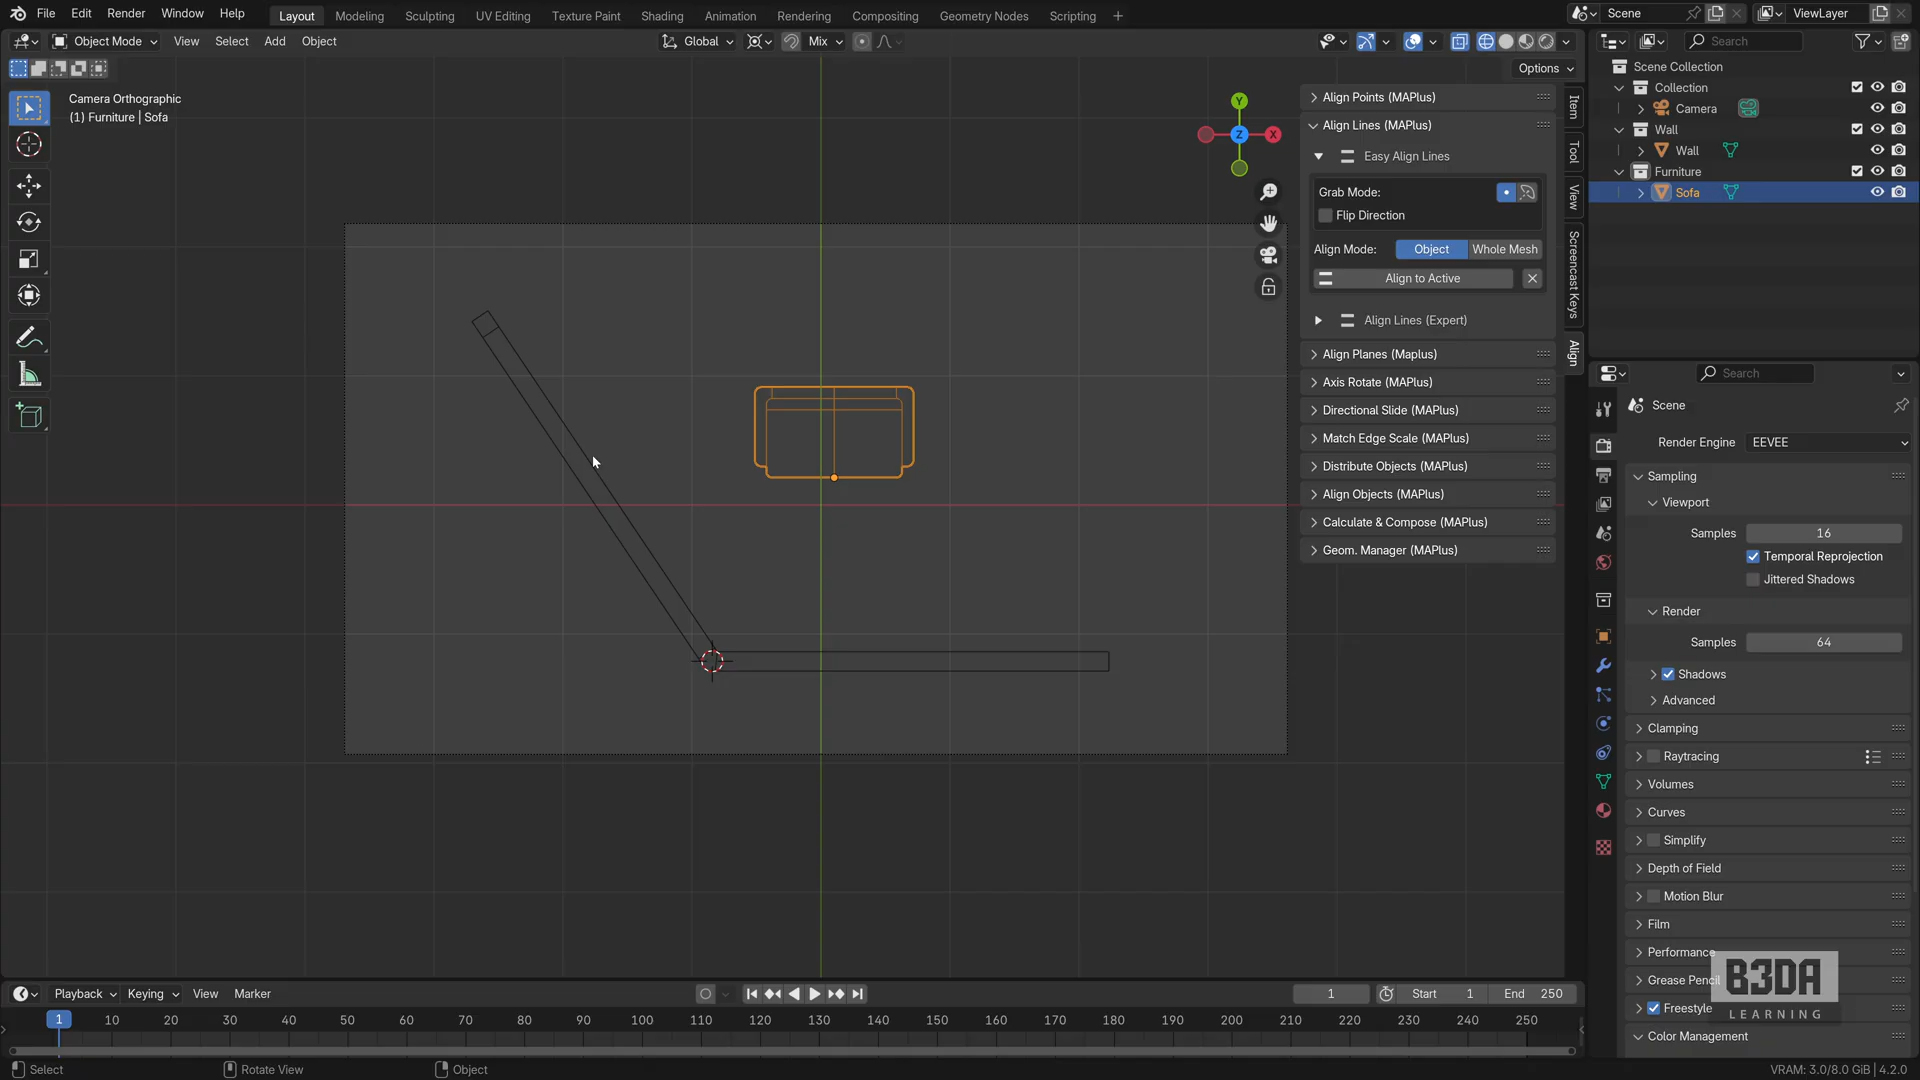 File Edit Render Window Help Layout Modeling Sculpting UV Editing Texture Paint Shading Animation Rendering Compositing Geometry Nodes Scripting + Scene ViewLayer
Object Mode View Select Add Object Global Mix Search
Options
Camera Orthographic
(1) Furniture | Sofa
Y
Z
X
Align Points (MAPlus)
Align Lines (MAPlus)
Easy Align Lines
Grab Mode:
Flip Direction
Align Mode: Object Whole Mesh
Align to Active
Align Lines (Expert)
Align Planes (Maplus)
Axis Rotate (MAPlus)
Directional Slide (MAPlus)
Match Edge Scale (MAPlus)
Distribute Objects (MAPlus)
Align Objects (MAPlus)
Calculate & Compose (MAPlus)
Geom. Manager (MAPlus)
Item
Tool
View
Screencast Keys
Align
Scene Collection
Collection
Camera
Wall
Wall
Furniture
Sofa
Search
Scene
Render Engine EEVEE
Sampling
Viewport
Samples 16
Temporal Reprojection
Jittered Shadows
Render
Samples 64
Shadows
Advanced
Clamping
Raytracing
Volumes
Curves
Simplify
Depth of Field
Motion Blur
Film
Performance
Grease Pencil
Freestyle
Color Management
B3DA
LEARNING
Playback Keying View Marker 1 Start 1 End 250
1 10 20 30 40 50 60 70 80 90 100 110 120 130 140 150 160 170 180 190 200 210 220 230 240 250
Select Rotate View Object VRAM: 3.0/8.0 GiB | 4.2.0